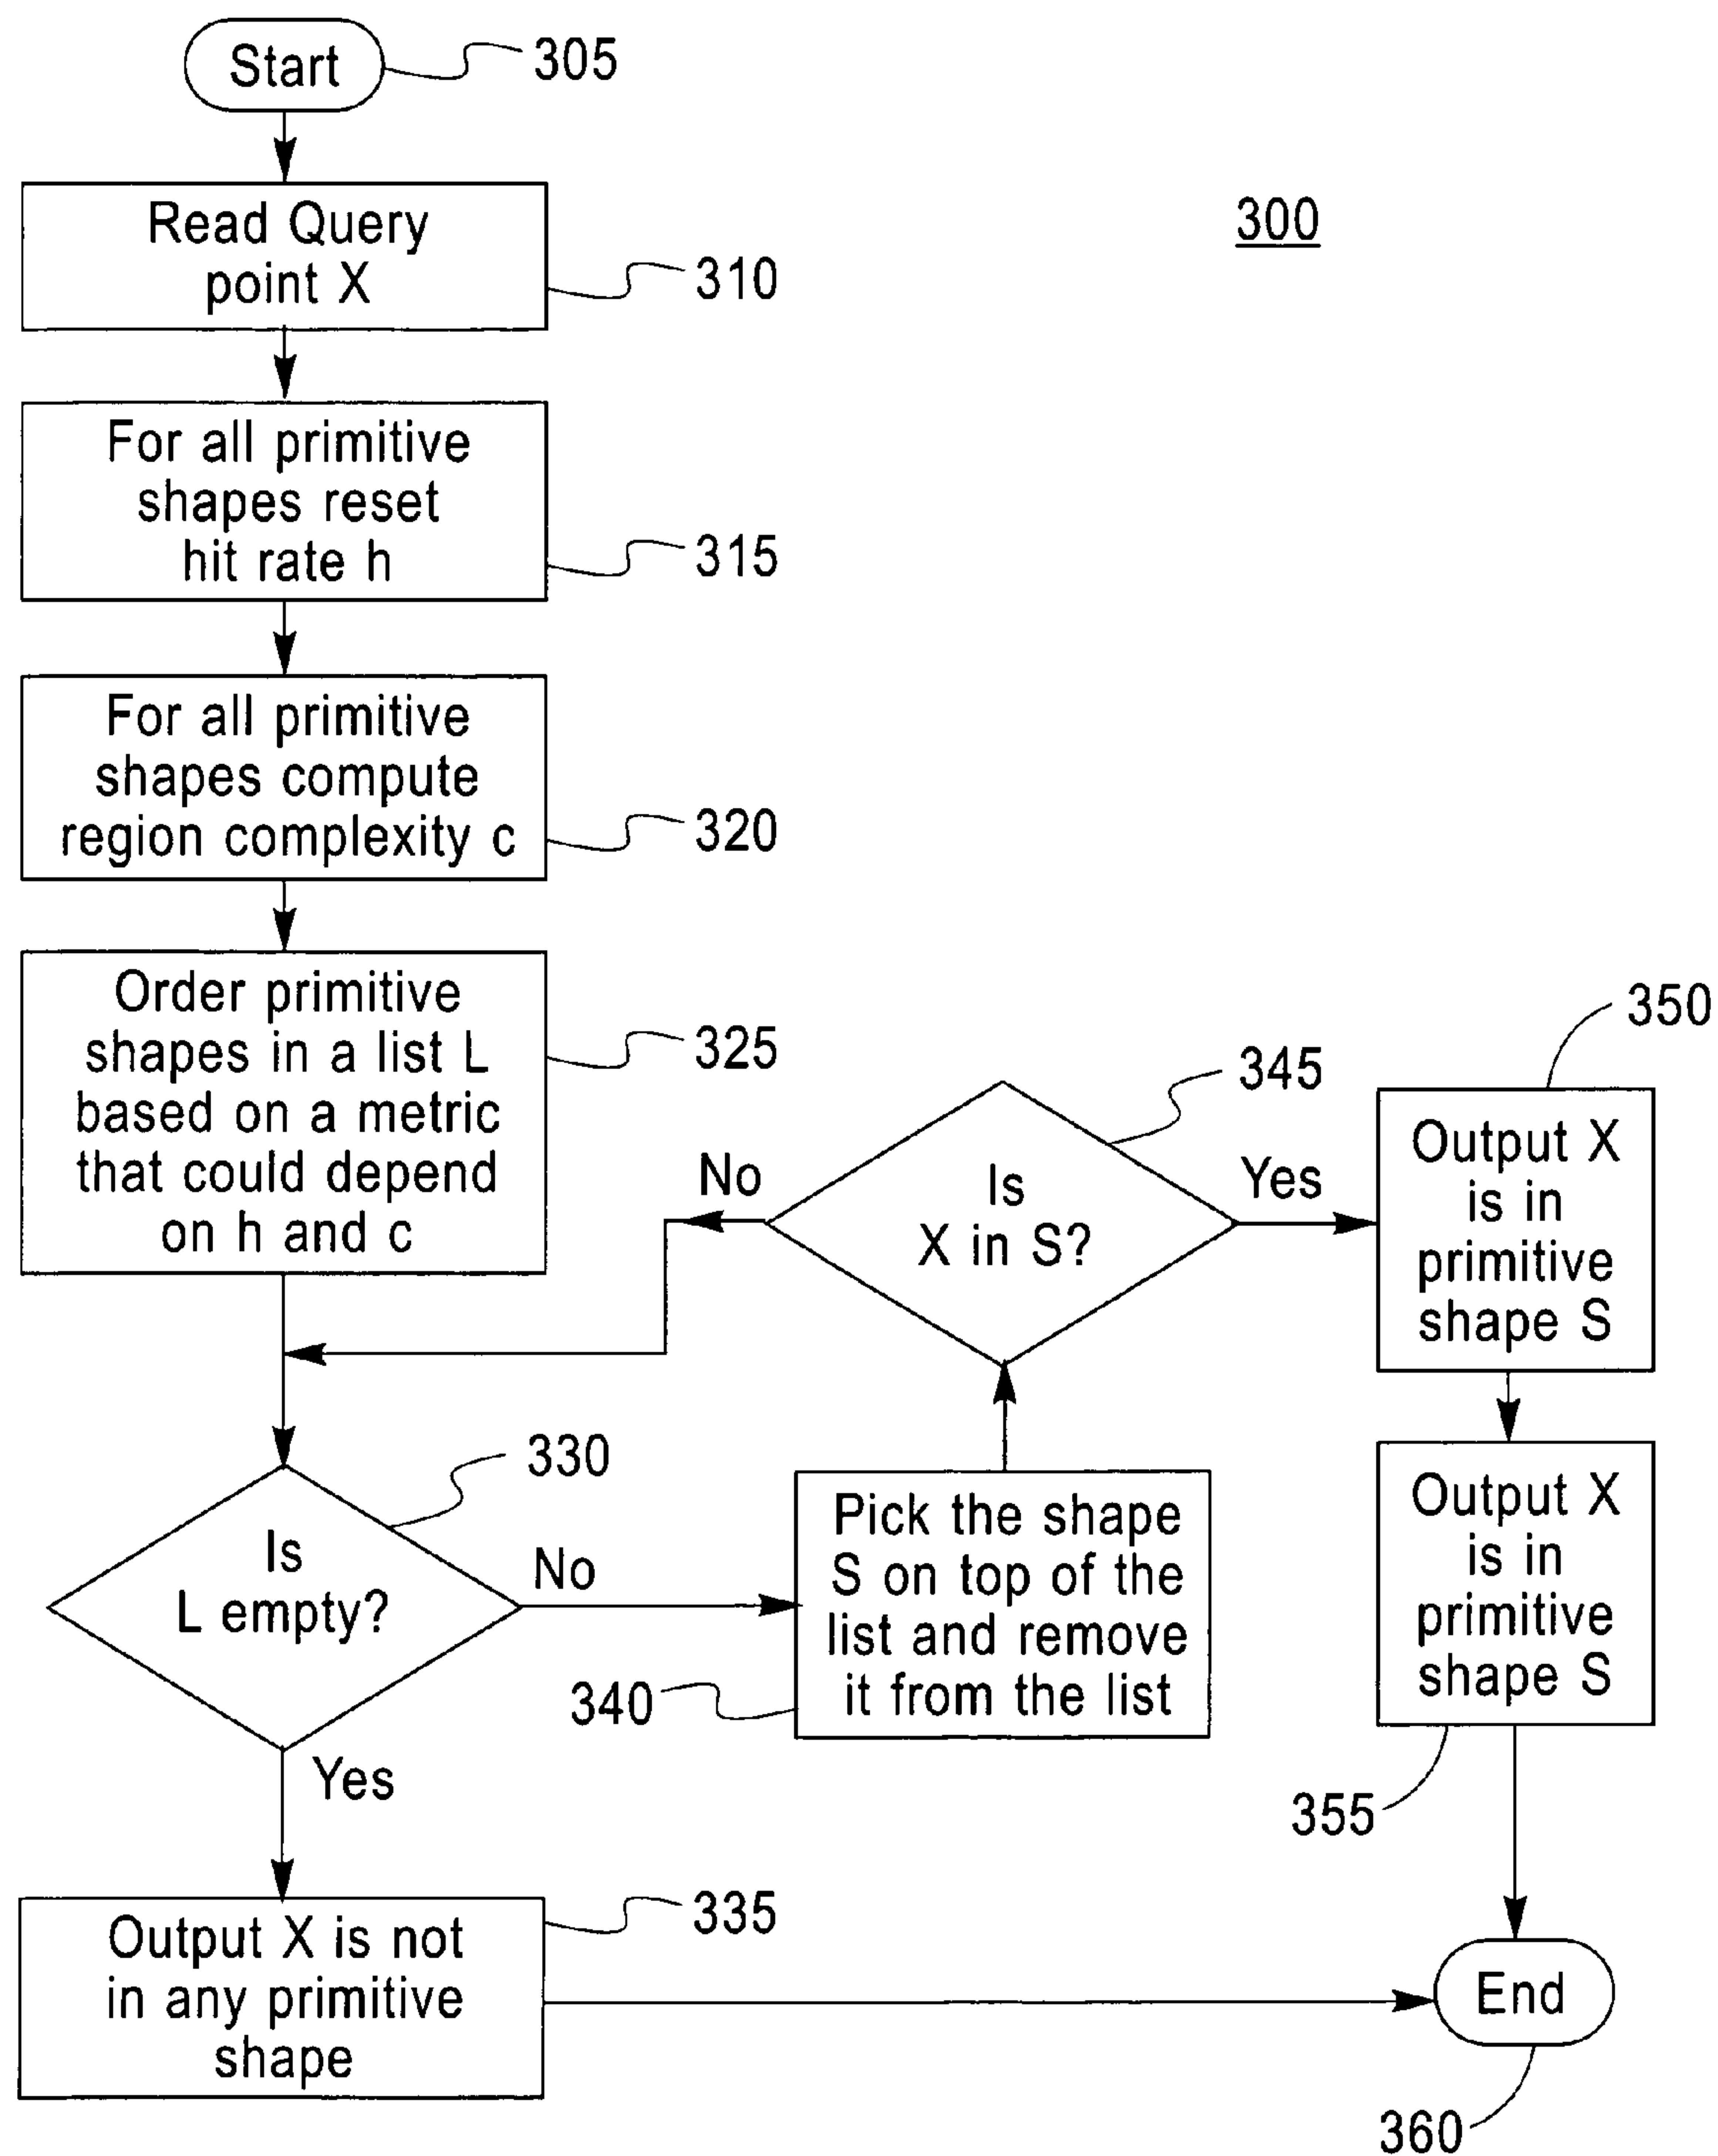 Start
305
300
Read Query
point X
310
For all primitive
shapes reset
hit rate h
315
For all primitive
shapes compute
region complexity c
320
Order primitive
shapes in a list L
based on a metric
that could depend
on h and c
325
Is
L empty?
330
No
Yes
Output X is not
in any primitive
shape
335
Pick the shape
S on top of the
list and remove
it from the list
340
Is
X in S?
345
No
Yes
Output X
is in
primitive
shape S
350
Output X
is in
primitive
shape S
355
End
360